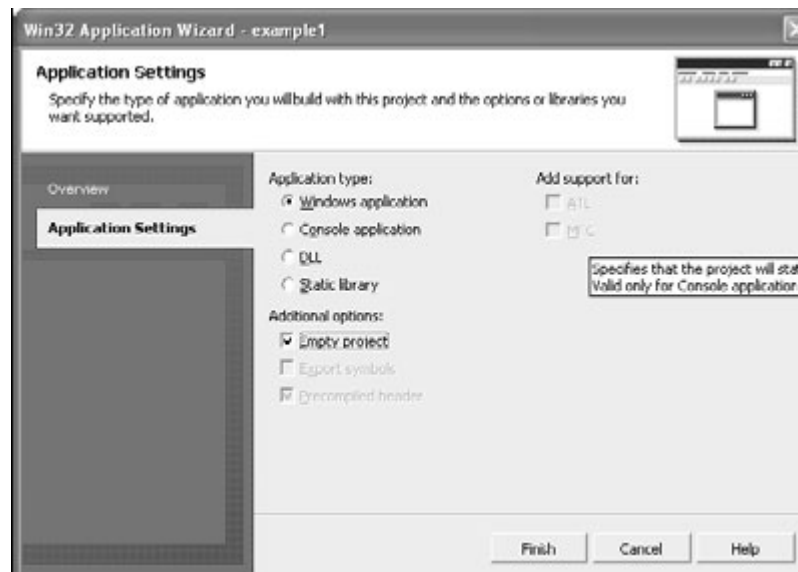 Win32 Application Wizard - example1
Application Settings
Specify the type of application you will build with this project and the options or libraries you
want supported.
Overview
Application Settings
Application type:
Windows application
Console application
DLL
Static library
Additional options:
Empty project
Export symbols
Precompiled header
Add support for:
ATL
MFC
Specifies that the project will sta
Valid only for Console application
Finish
Cancel
Help